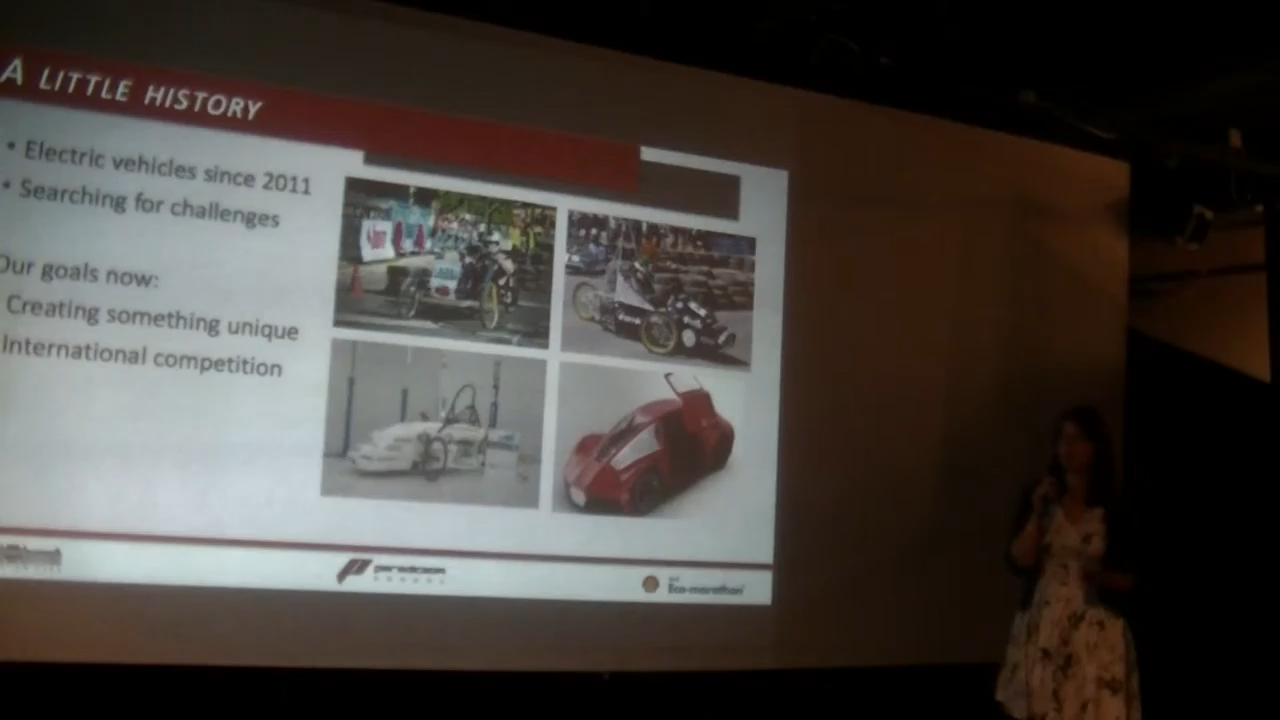 A LITTLE HISTORY
• Electric vehicles since 2011
• Searching for challenges
Our goals now:
Creating something unique
International competition
Eco-marathon